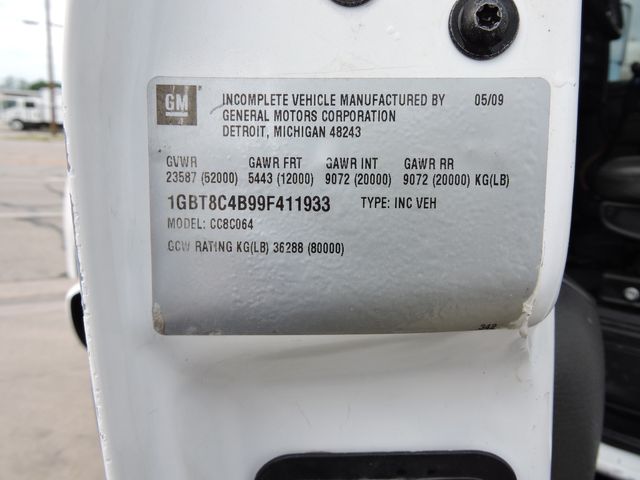 GM
INCOMPLETE VEHICLE MANUFACTURED BY 05/09
GENERAL MOTORS CORPORATION
DETROIT, MICHIGAN 48243
GVWR GAWR FRT GAWR INT GAWR RR
23587 (52000) 5443 (12000) 9072 (20000) 9072 (20000) KG(LB)
1GBT8C4B99F411933 TYPE: INC VEH
MODEL: CC8C064
GCW RATING KG(LB) 36288 (80000)
342